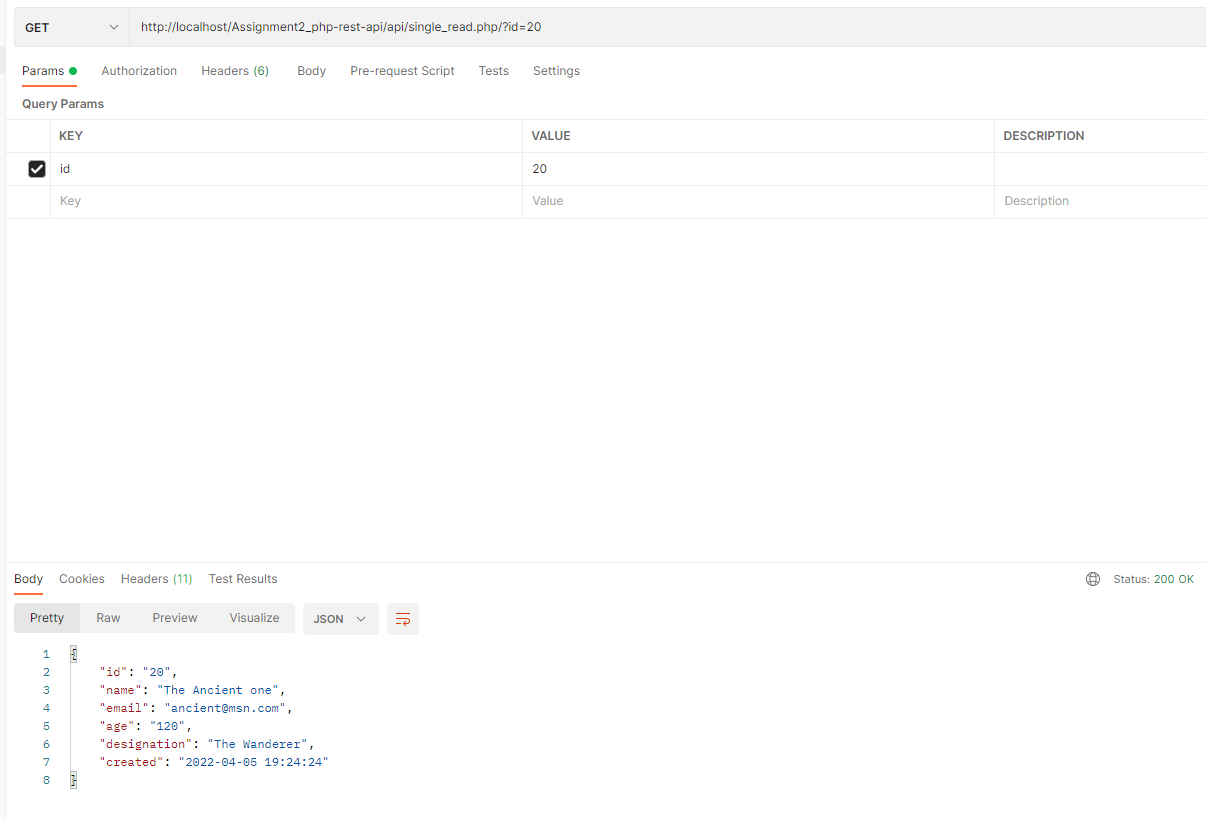 GET http://localhost/Assignment2_php-rest-api/api/single_read.php/?id=20
Params Authorization Headers (6) Body Pre-request Script Tests Settings
Query Params
KEY VALUE DESCRIPTION
id 20
Key Value Description
Body Cookies Headers (11) Test Results Status: 200 OK
Pretty Raw Preview Visualize JSON
1 {
2 "id": "20",
3 "name": "The Ancient one",
4 "email": "ancient@msn.com",
5 "age": "120",
6 "designation": "The Wanderer",
7 "created": "2022-04-05 19:24:24"
8 }